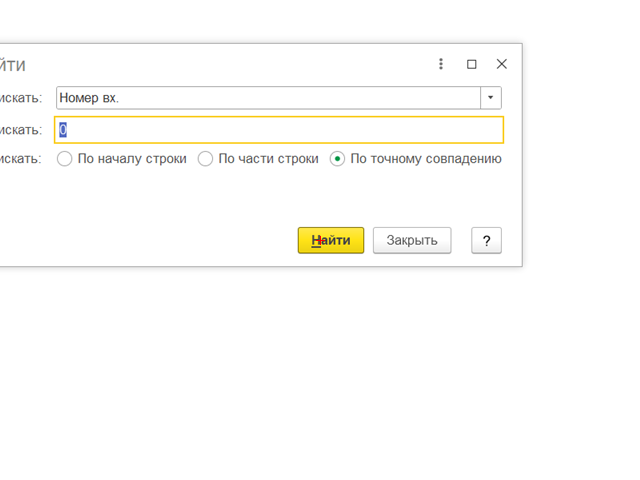 йти
искать: Номер вх.
искать: 0
искать: По началу строки По части строки По точному совпадению
Найти Закрыть ?